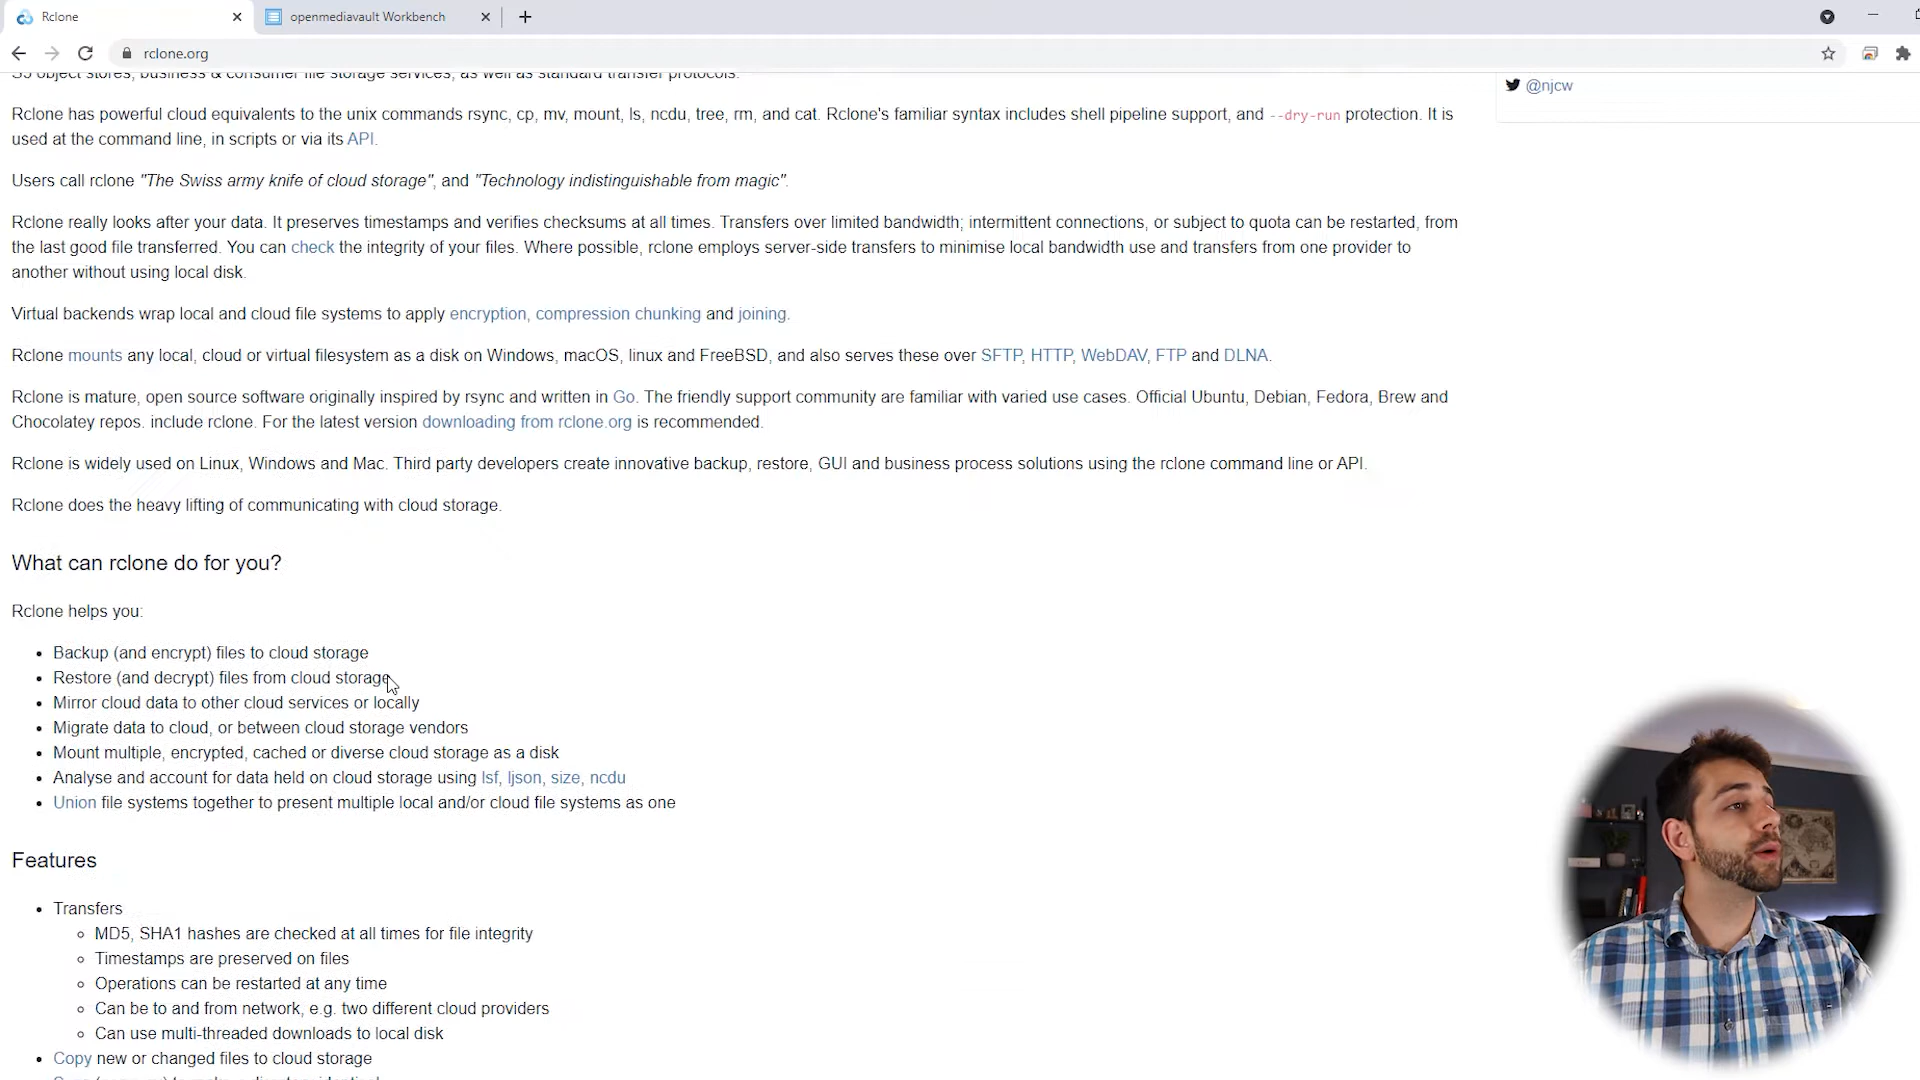 Rclone
openmediavault Workbench
rclone.org
S3 object stores, business & consumer file storage services, as well as standard transfer protocols.
@njcw
Rclone has powerful cloud equivalents to the unix commands rsync, cp, mv, mount, ls, ncdu, tree, rm, and cat. Rclone's familiar syntax includes shell pipeline support, and --dry-run protection. It is
used at the command line, in scripts or via its API.
Users call rclone "The Swiss army knife of cloud storage", and "Technology indistinguishable from magic".
Rclone really looks after your data. It preserves timestamps and verifies checksums at all times. Transfers over limited bandwidth; intermittent connections, or subject to quota can be restarted, from
the last good file transferred. You can check the integrity of your files. Where possible, rclone employs server-side transfers to minimise local bandwidth use and transfers from one provider to
another without using local disk.
Virtual backends wrap local and cloud file systems to apply encryption, compression chunking and joining.
Rclone mounts any local, cloud or virtual filesystem as a disk on Windows, macOS, linux and FreeBSD, and also serves these over SFTP, HTTP, WebDAV, FTP and DLNA.
Rclone is mature, open source software originally inspired by rsync and written in Go. The friendly support community are familiar with varied use cases. Official Ubuntu, Debian, Fedora, Brew and
Chocolatey repos. include rclone. For the latest version downloading from rclone.org is recommended.
Rclone is widely used on Linux, Windows and Mac. Third party developers create innovative backup, restore, GUI and business process solutions using the rclone command line or API.
Rclone does the heavy lifting of communicating with cloud storage.
What can rclone do for you?
Rclone helps you:
• Backup (and encrypt) files to cloud storage
• Restore (and decrypt) files from cloud storage
• Mirror cloud data to other cloud services or locally
• Migrate data to cloud, or between cloud storage vendors
• Mount multiple, encrypted, cached or diverse cloud storage as a disk
• Analyse and account for data held on cloud storage using lsf, ljson, size, ncdu
• Union file systems together to present multiple local and/or cloud file systems as one
Features
• Transfers
◦ MD5, SHA1 hashes are checked at all times for file integrity
◦ Timestamps are preserved on files
◦ Operations can be restarted at any time
◦ Can be to and from network, e.g. two different cloud providers
◦ Can use multi-threaded downloads to local disk
• Copy new or changed files to cloud storage